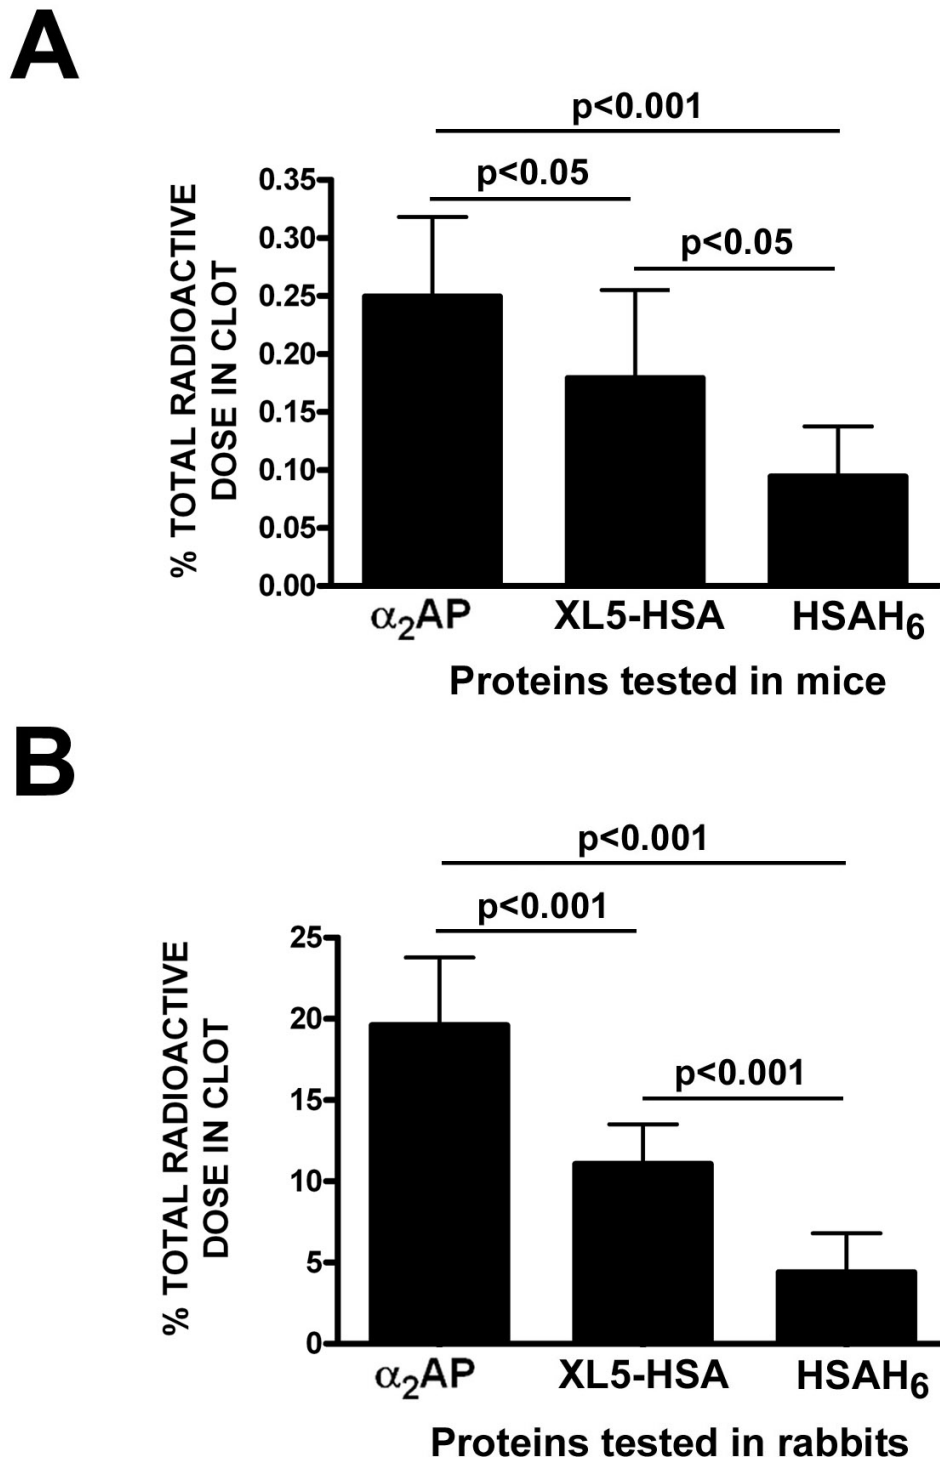 A
p<0.001
p<0.05
p<0.05
% TOTAL RADIOACTIVE
DOSE IN CLOT
0.35
0.30
0.25
0.20
0.15
0.10
0.05
0.00
α₂AP XL5-HSA HSAH₆
Proteins tested in mice
B
p<0.001
p<0.001
p<0.001
% TOTAL RADIOACTIVE
DOSE IN CLOT
25
20
15
10
5
0
α₂AP XL5-HSA HSAH₆
Proteins tested in rabbits